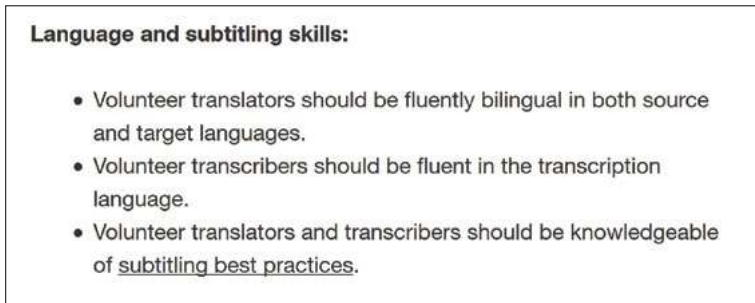 Language and subtitling skills:
• Volunteer translators should be fluently bilingual in both source
and target languages.
• Volunteer transcribers should be fluent in the transcription
language.
• Volunteer translators and transcribers should be knowledgeable
of subtitling best practices.